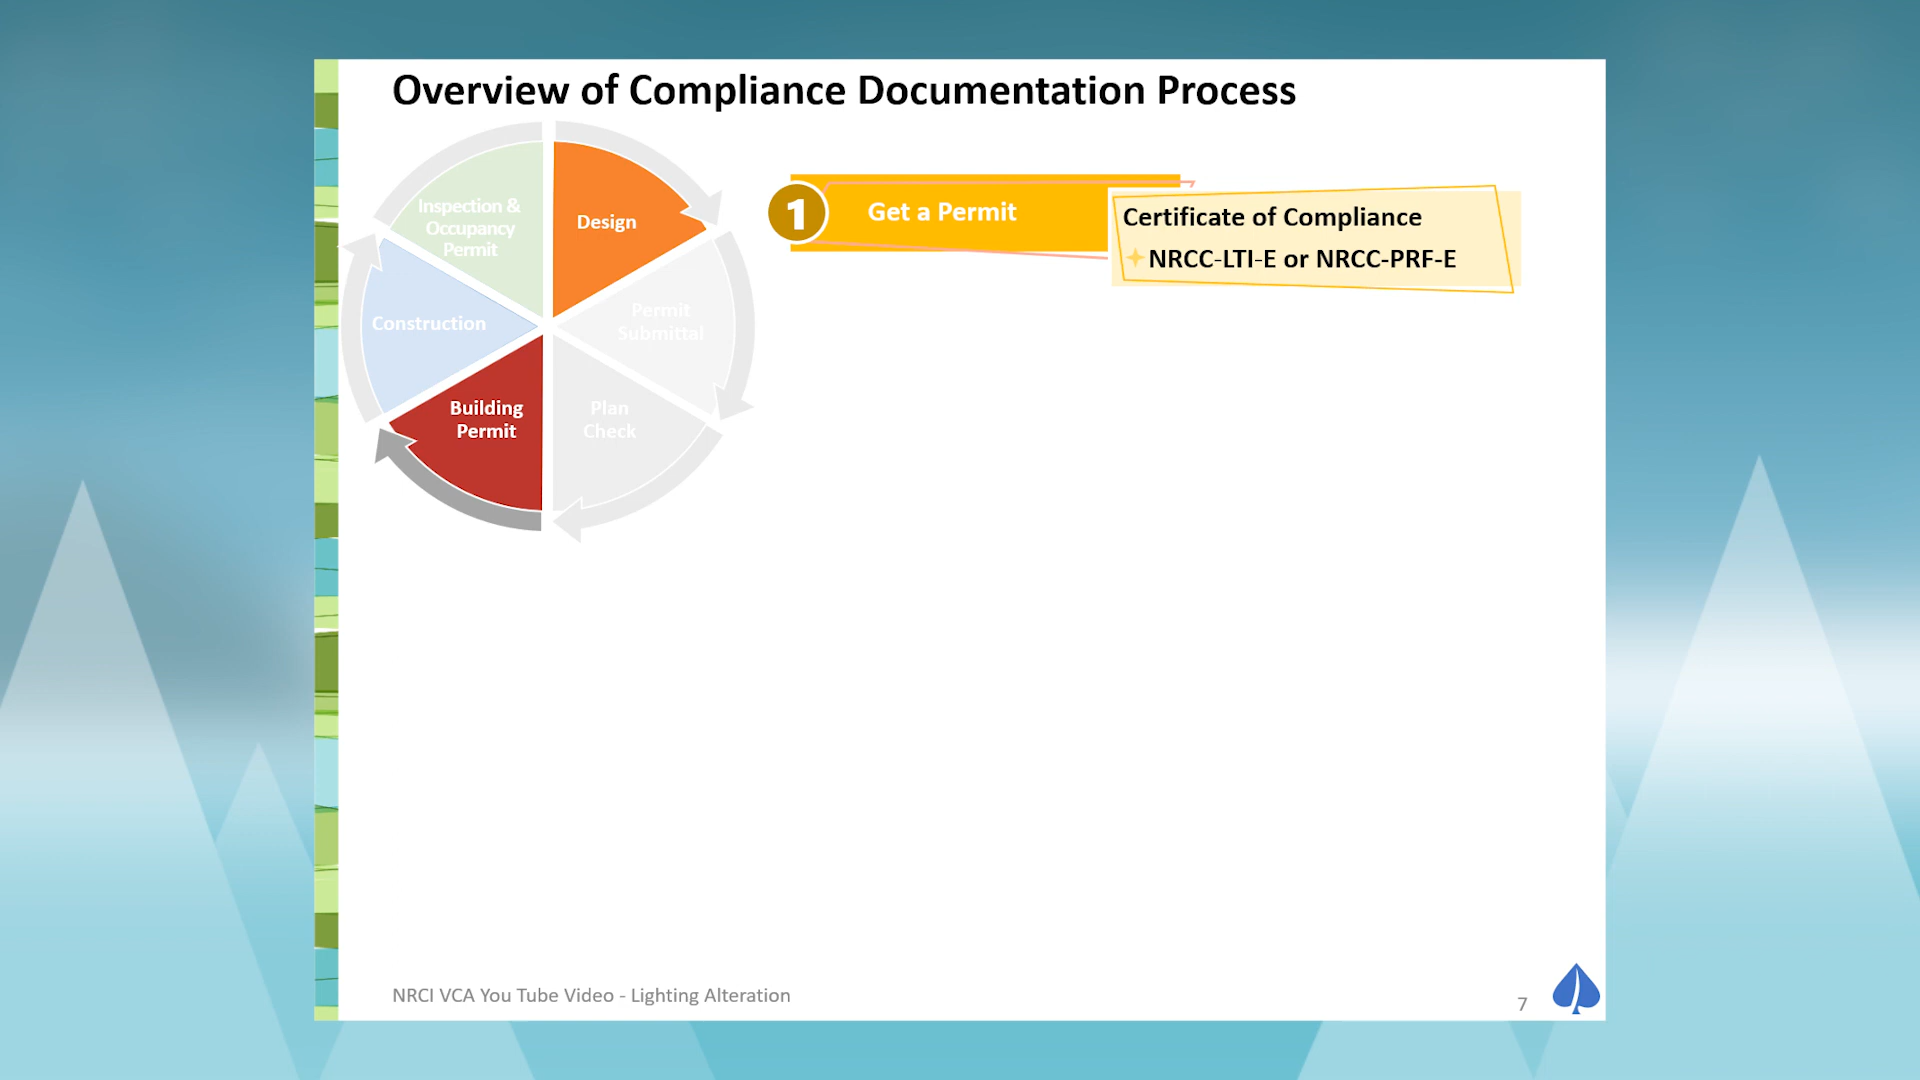 Overview of Compliance Documentation Process
Inspection &
Occupancy
Permit
Design
Construction
Permit
Submittal
Building
Permit
Plan
Check
1
Get a Permit
Certificate of Compliance
NRCC-LTI-E or NRCC-PRF-E
NRCI VCA You Tube Video - Lighting Alteration
7